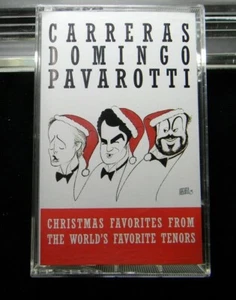 CARRERAS
DOMINGO
PAVAROTTI
CHRISTMAS FAVORITES FROM
THE WORLD'S FAVORITE TENORS